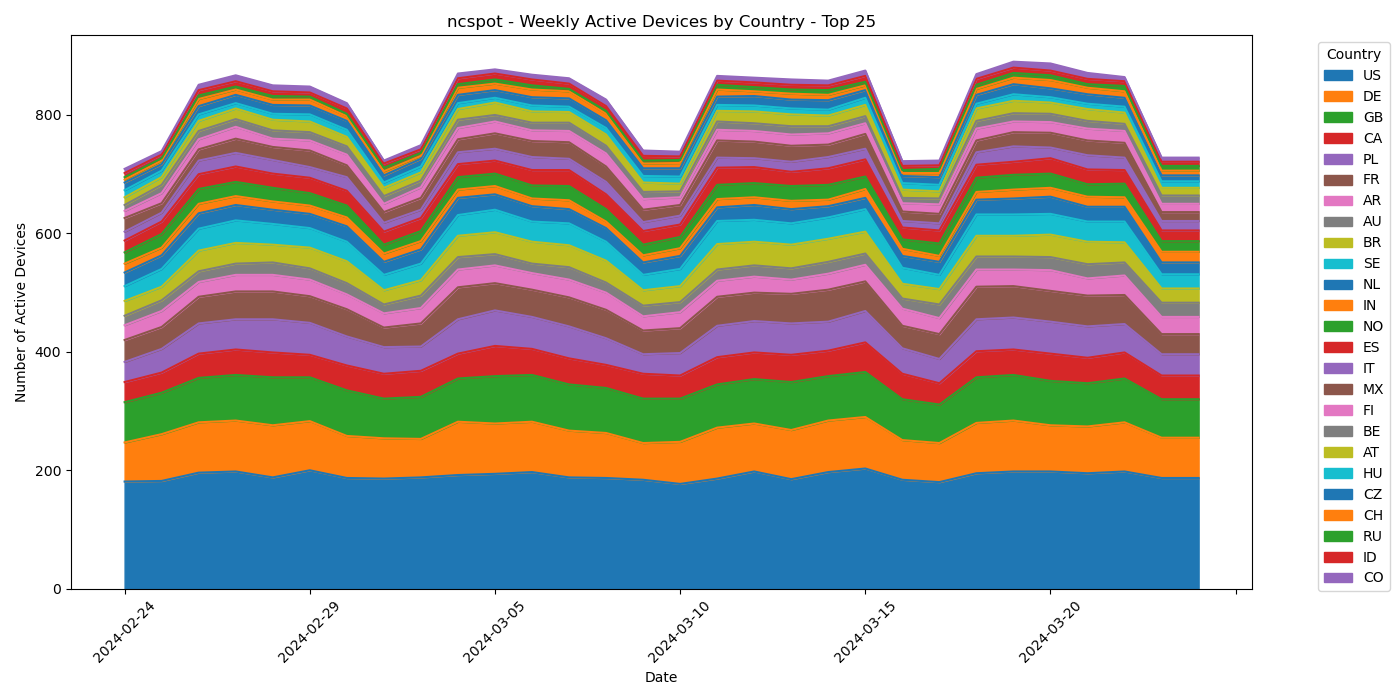 ncspot - Weekly Active Devices by Country - Top 25
Number of Active Devices
800
600
400
200
0
2024-02-24
2024-02-29
2024-03-05
2024-03-10
2024-03-15
2024-03-20
Date
Country
US
DE
GB
CA
PL
FR
AR
AU
BR
SE
NL
IN
NO
ES
IT
MX
FI
BE
AT
HU
CZ
CH
RU
ID
CO